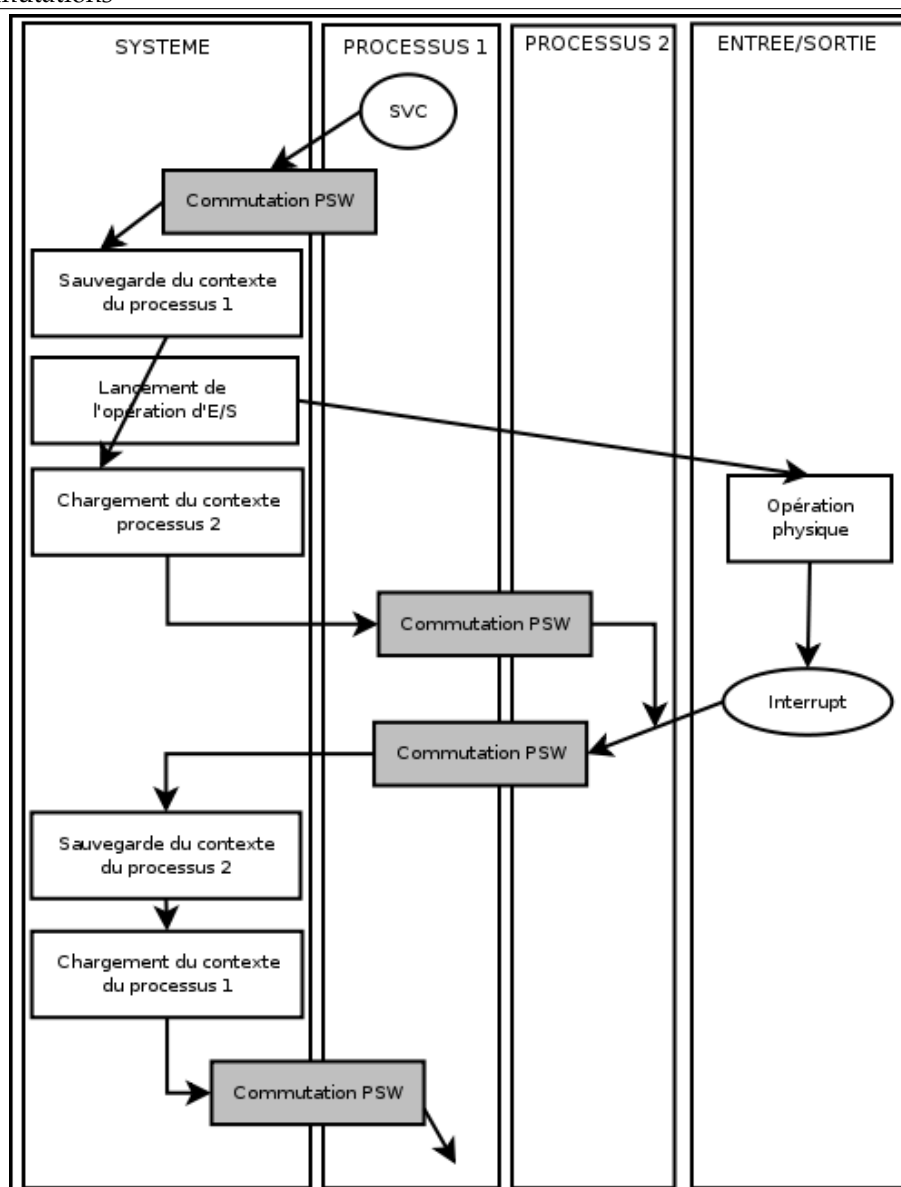 SYSTEME
PROCESSUS 1
PROCESSUS 2
ENTREE/SORTIE
SVC
Commutation PSW
Sauvegarde du contexte
du processus 1
Lancement de
l'opération d'E/S
Chargement du contexte
processus 2
Opération
physique
Commutation PSW
Interrupt
Commutation PSW
Sauvegarde du contexte
du processus 2
Chargement du contexte
du processus 1
Commutation PSW